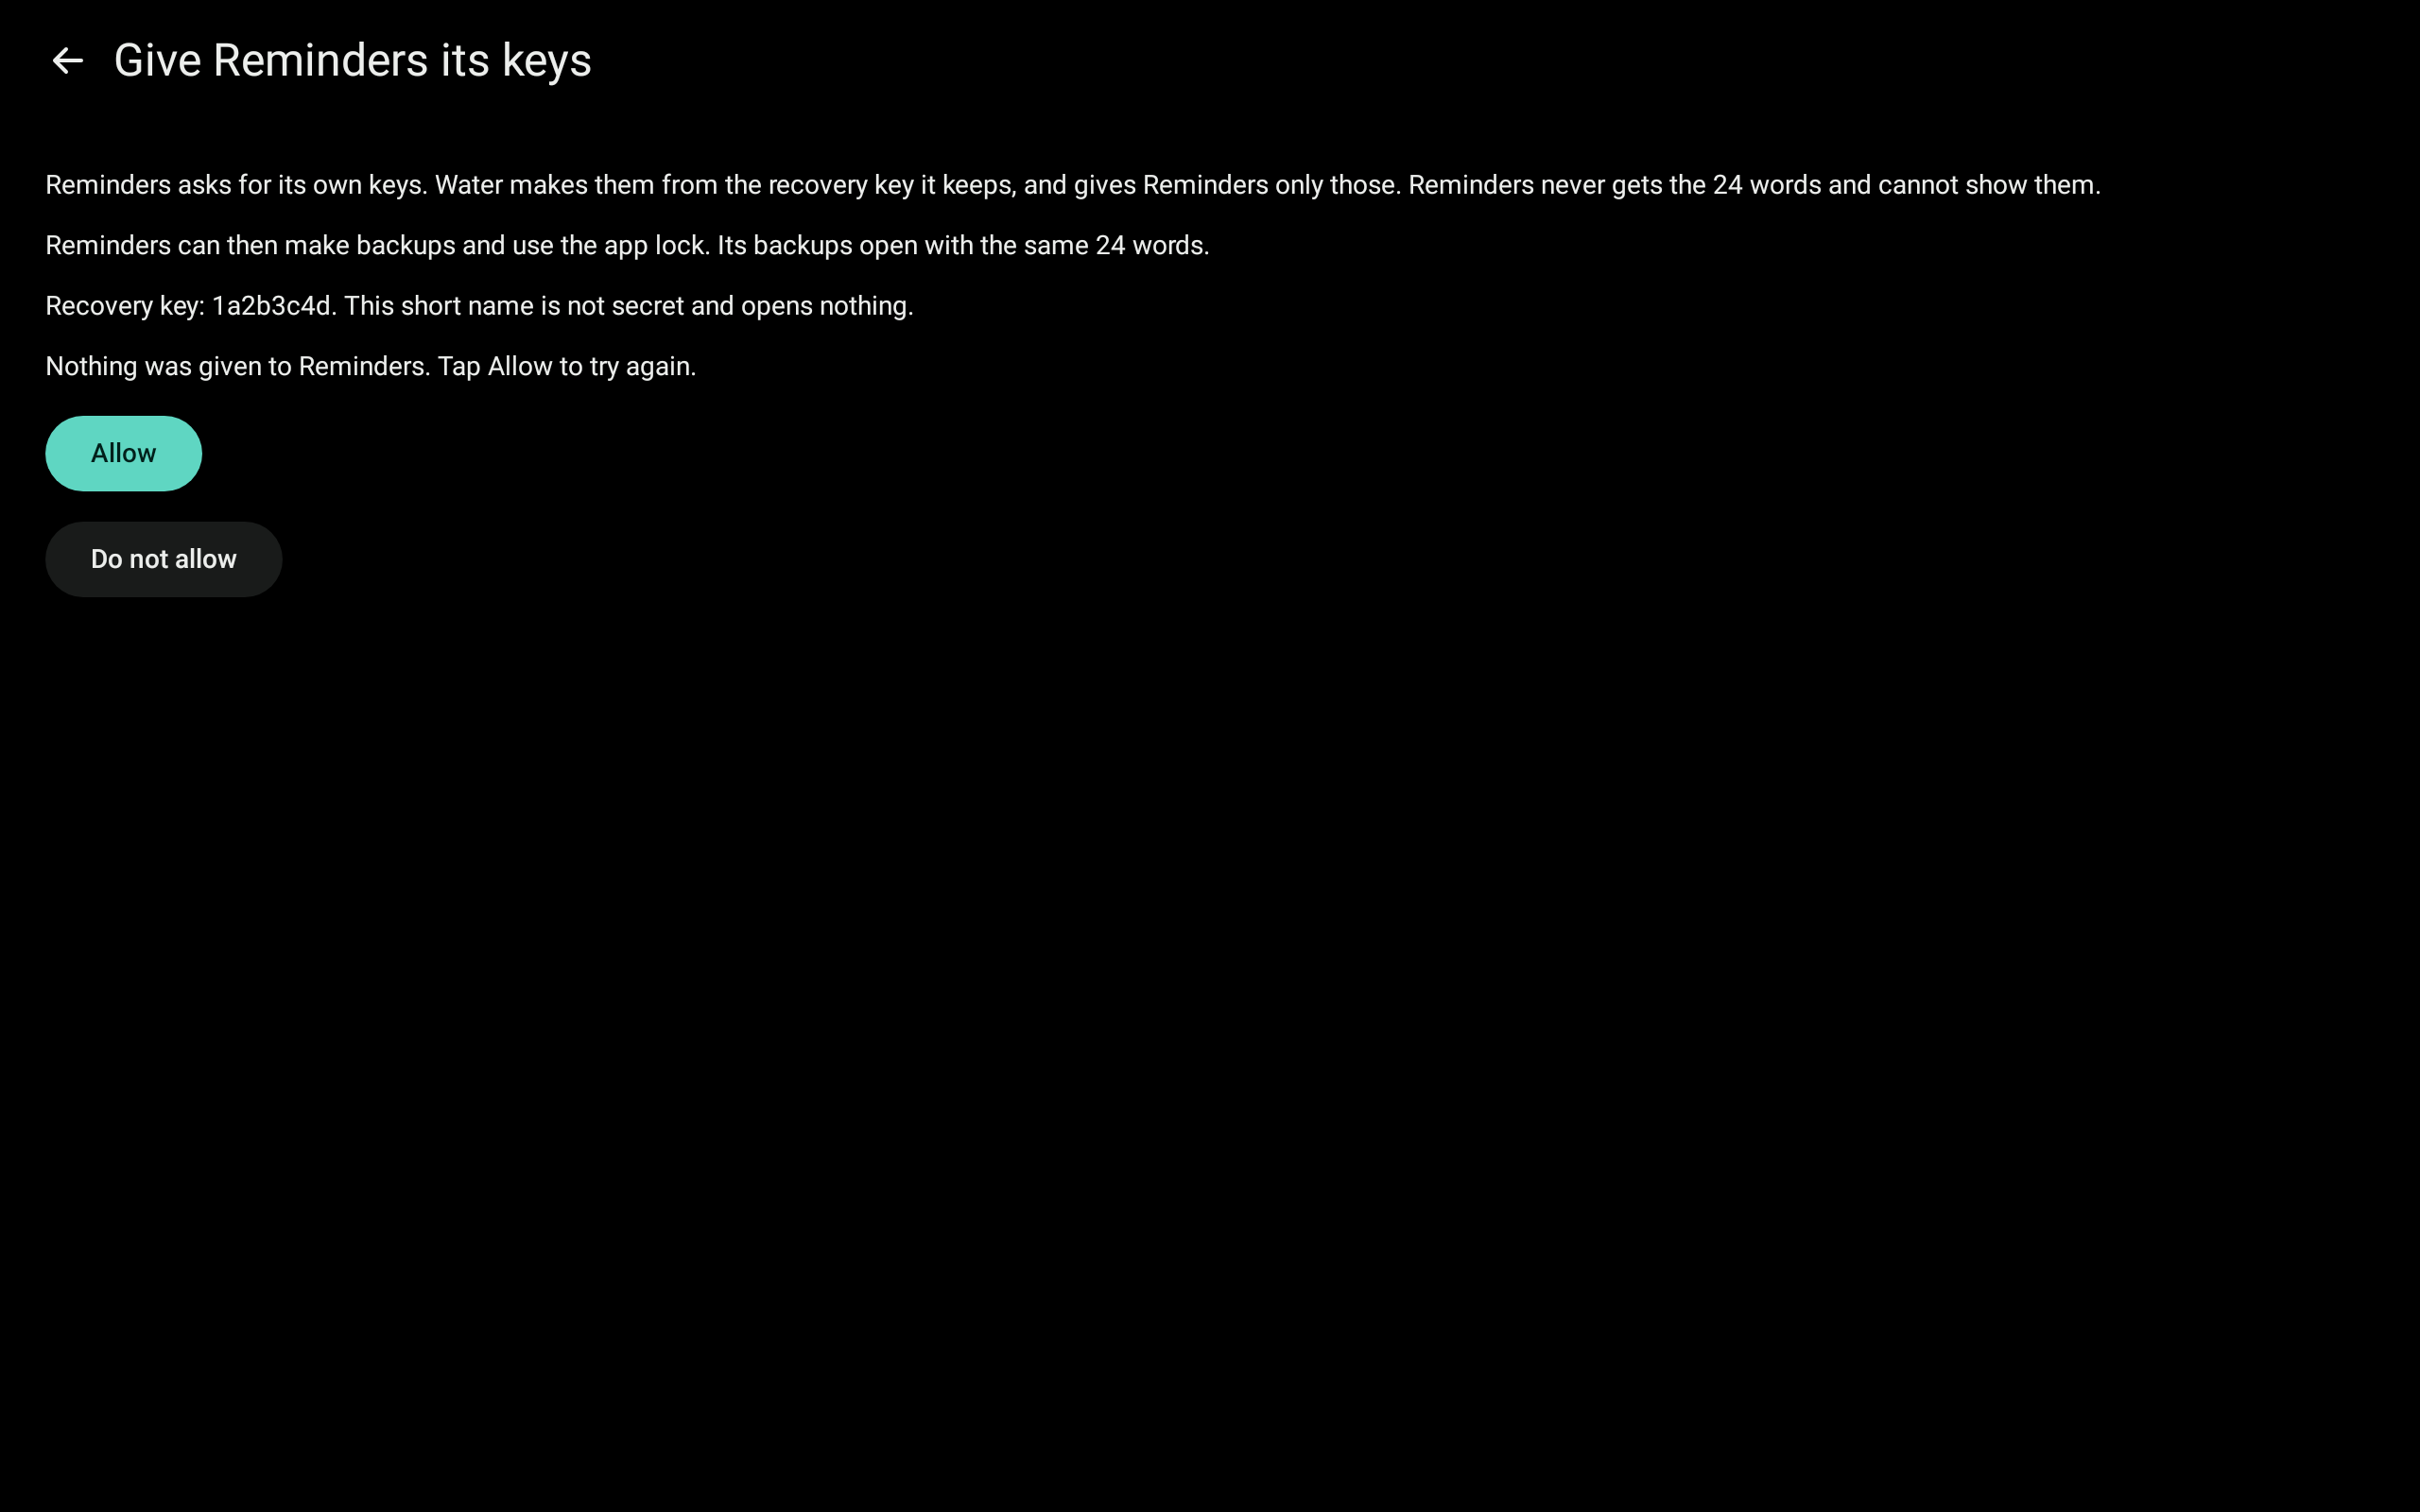 Give Reminders its keys
Reminders asks for its own keys. Water makes them from the recovery key it keeps, and gives Reminders only those. Reminders never gets the 24 words and cannot show them.
Reminders can then make backups and use the app lock. Its backups open with the same 24 words.
Recovery key: 1a2b3c4d. This short name is not secret and opens nothing.
Nothing was given to Reminders. Tap Allow to try again.
Allow
Do not allow